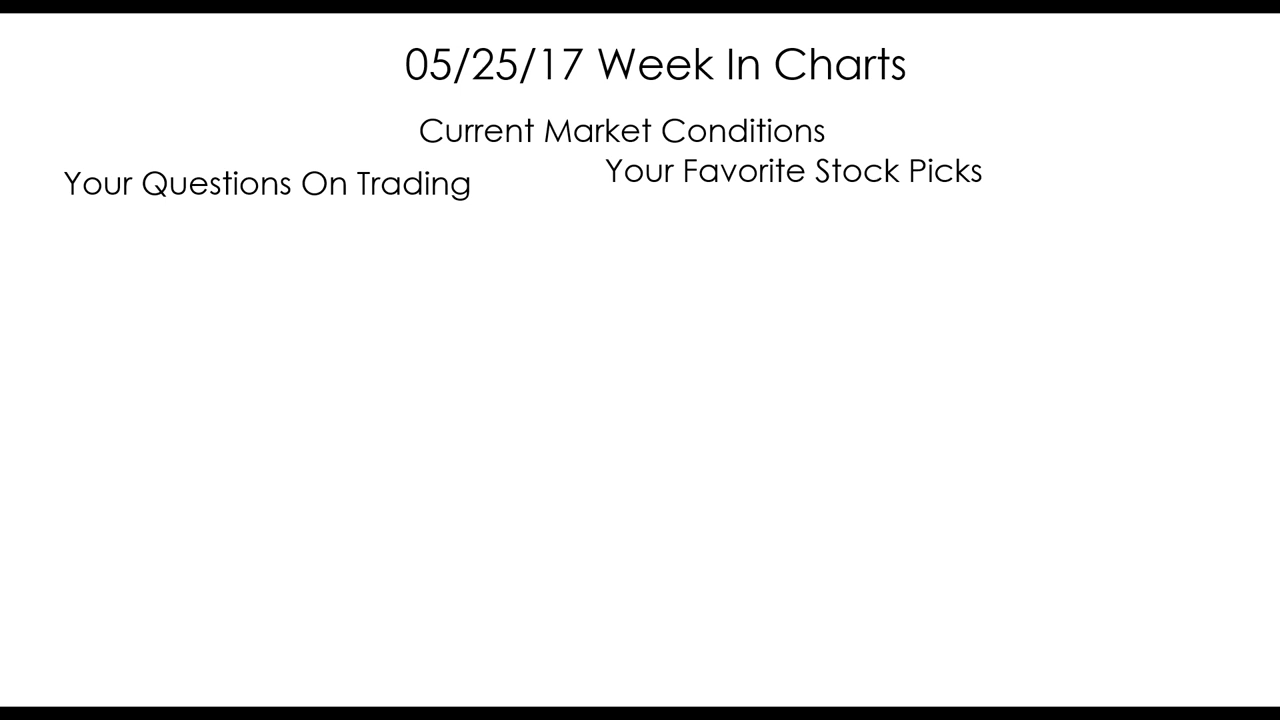 05/25/17 Week In Charts
Current Market Conditions
Your Favorite Stock Picks
Your Questions On Trading